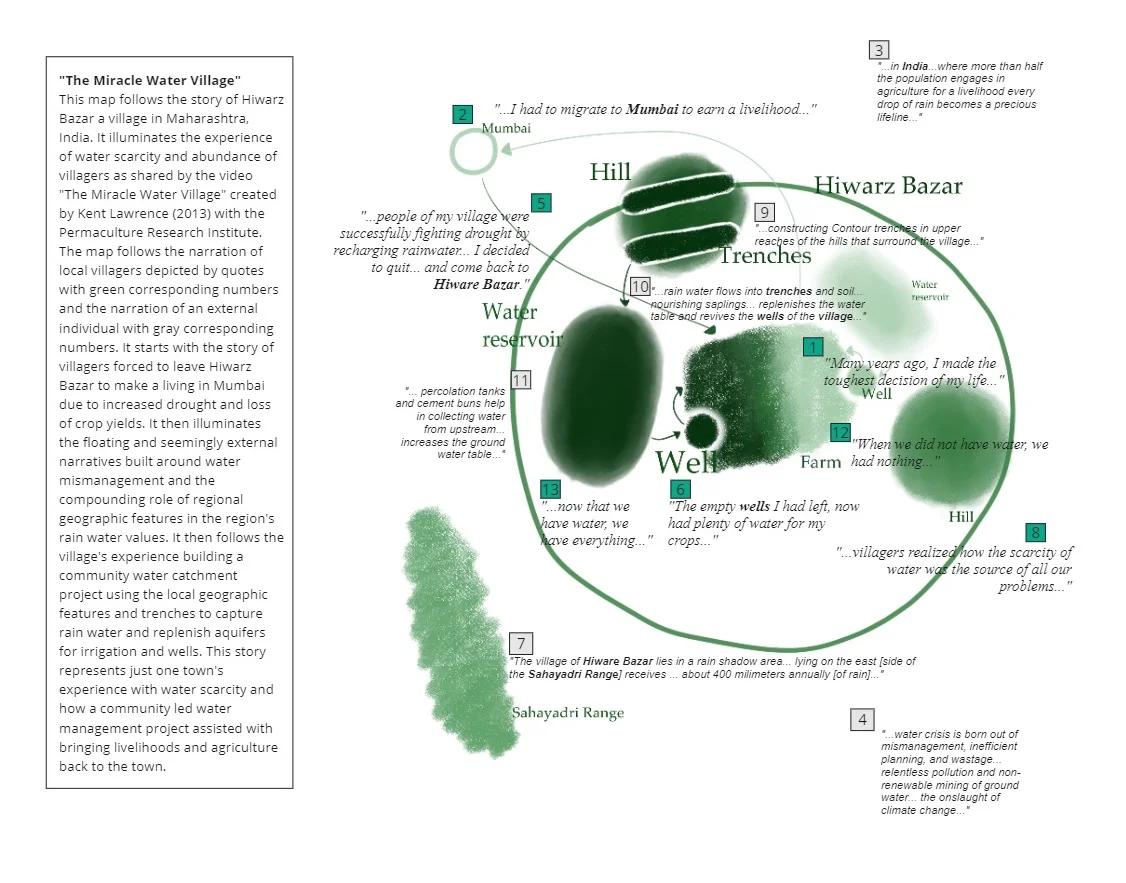 "The Miracle Water Village"
This map follows the story of Hiwarz
Bazar a village in Maharashtra,
India. It illuminates the experience
of water scarcity and abundance of
villagers as shared by the video
"The Miracle Water Village" created
by Kent Lawrence (2013) with the
Permaculture Research Institute.
The map follows the narration of
local villagers depicted by quotes
with green corresponding numbers
and the narration of an external
individual with gray corresponding
numbers. It starts with the story of
villagers forced to leave Hiwarz
Bazar to make a living in Mumbai
due to increased drought and loss
of crop yields. It then illuminates
the floating and seemingly external
narratives built around water
mismanagement and the
compounding role of regional
geographic features in the region's
rain water values. It then follows the
village's experience building a
community water catchment
project using the local geographic
features and trenches to capture
rain water and replenish aquifers
for irrigation and wells. This story
represents just one town's
experience with water scarcity and
how a community led water
management project assisted with
bringing livelihoods and agriculture
back to the town.
3
"...in India...where more than half
the population engages in
agriculture for a livelihood every
drop of rain becomes a precious
lifeline..."
2
"...I had to migrate to Mumbai to earn a livelihood..."
Mumbai
Hill
Hiwarz Bazar
5
"...people of my village were
successfully fighting drought by
recharging rainwater... I decided
to quit... and come back to
Hiware Bazar."
9
"...constructing Contour trenches in upper
reaches of the hills that surround the village..."
Trenches
10
"...rain water flows into trenches and soil...
nourishing saplings... replenishes the water
table and revives the wells of the village..."
Water
reservoir
Water
reservoir
1
"Many years ago, I made the
toughest decision of my life..."
Well
11
"... percolation tanks
and cement buns help
in collecting water
from upstream...
increases the ground
water table..."
12
"When we did not have water, we
had nothing..."
Well
Farm
13
"...now that we
have water, we
have everything..."
6
"The empty wells I had left, now
had plenty of water for my
crops..."
Hill
8
"...villagers realized how the scarcity of
water was the source of all our
problems..."
7
"The village of Hiware Bazar lies in a rain shadow area... lying on the east [side of
the Sahayadri Range] receives ... about 400 milimeters annually [of rain]..."
Sahayadri Range
4
"...water crisis is born out of
mismanagement, inefficient
planning, and wastage...
relentless pollution and non-
renewable mining of ground
water... the onslaught of
climate change..."